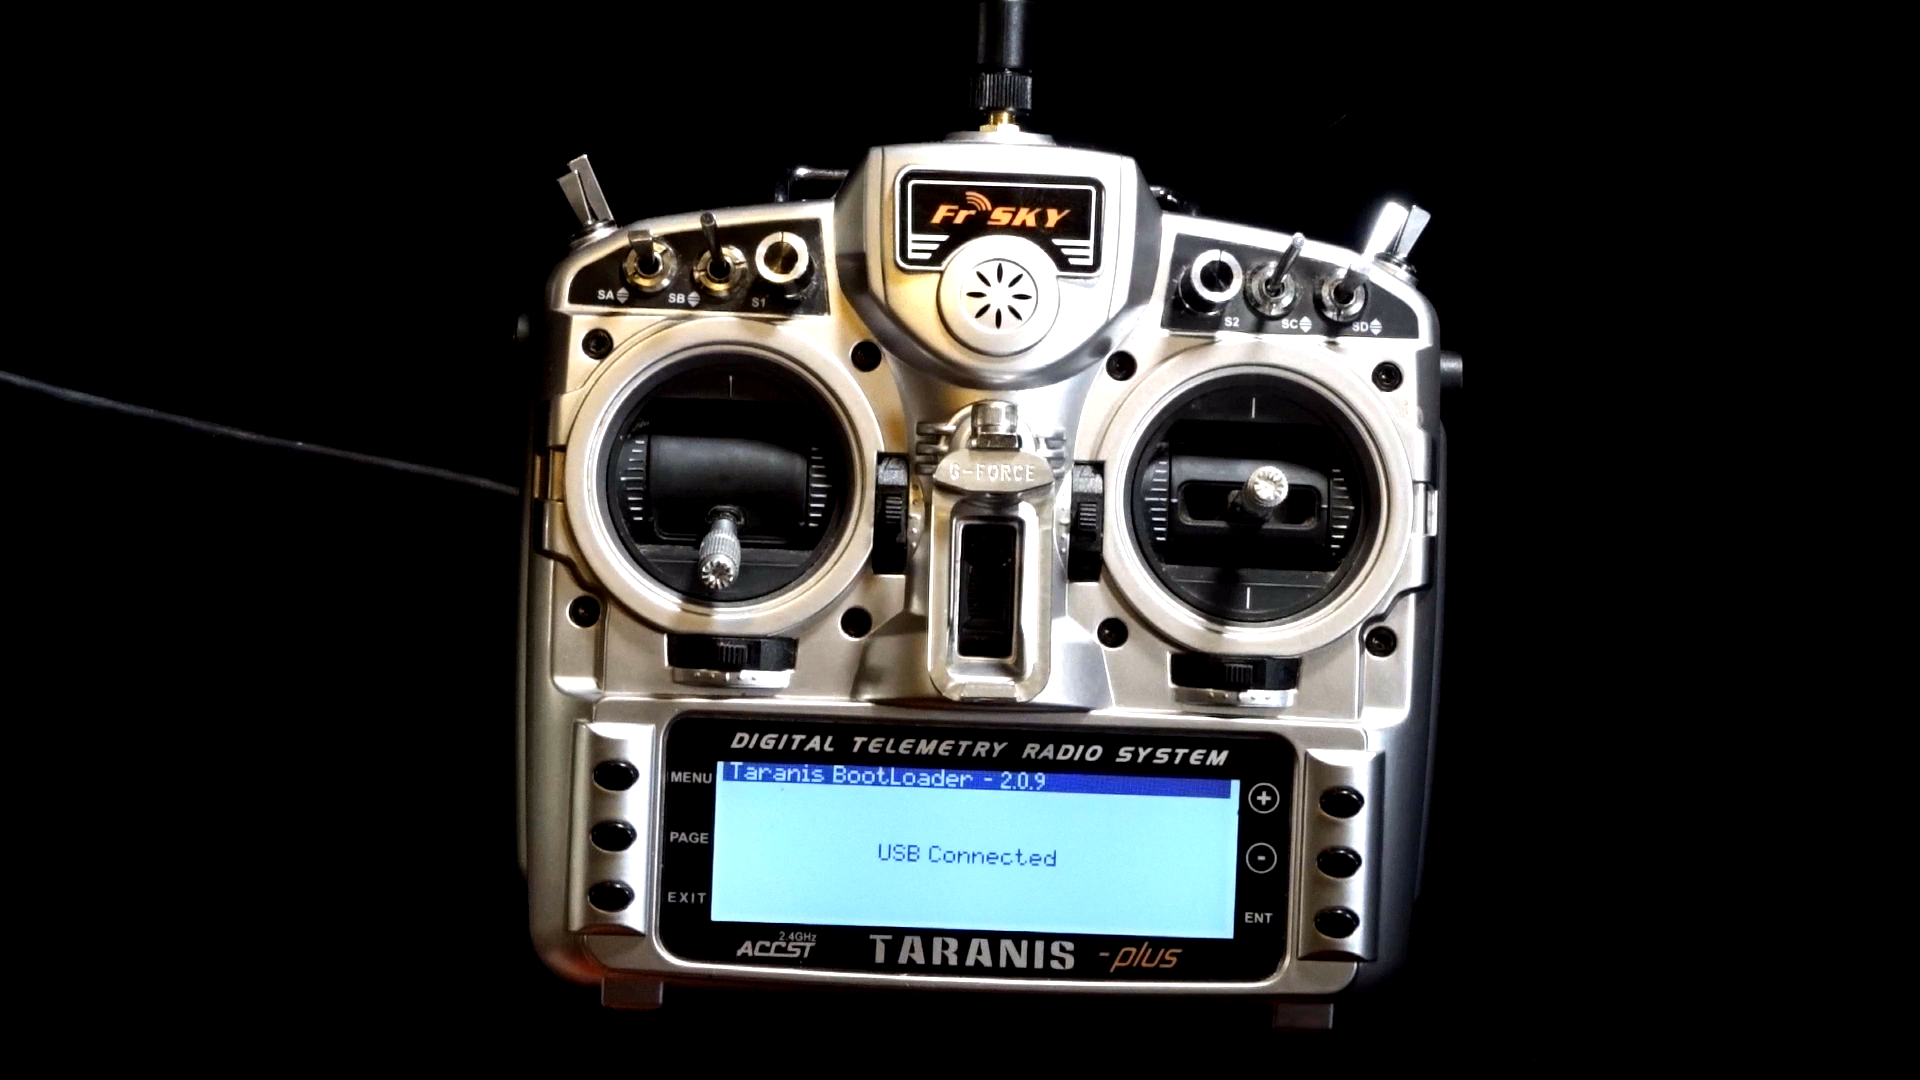 FrSKY
SA
SB
S1
S2
SC
SD
G-FORCE
DIGITAL TELEMETRY RADIO SYSTEM
MENU
Taranis BootLoader - 2.0.9
+
PAGE
USB Connected
-
EXIT
ENT
2.4GHz
ACCST
TARANIS -plus